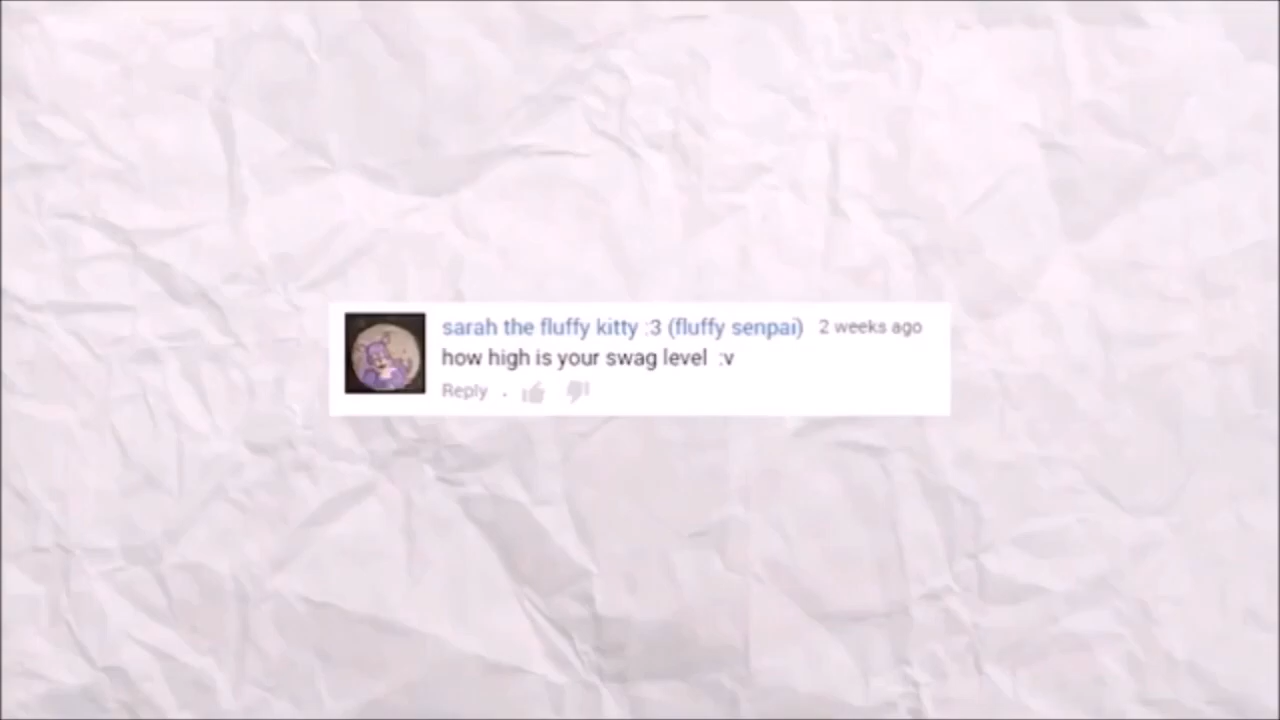 sarah the fluffy kitty :3 (fluffy senpai) 2 weeks ago
how high is your swag level :v
Reply .